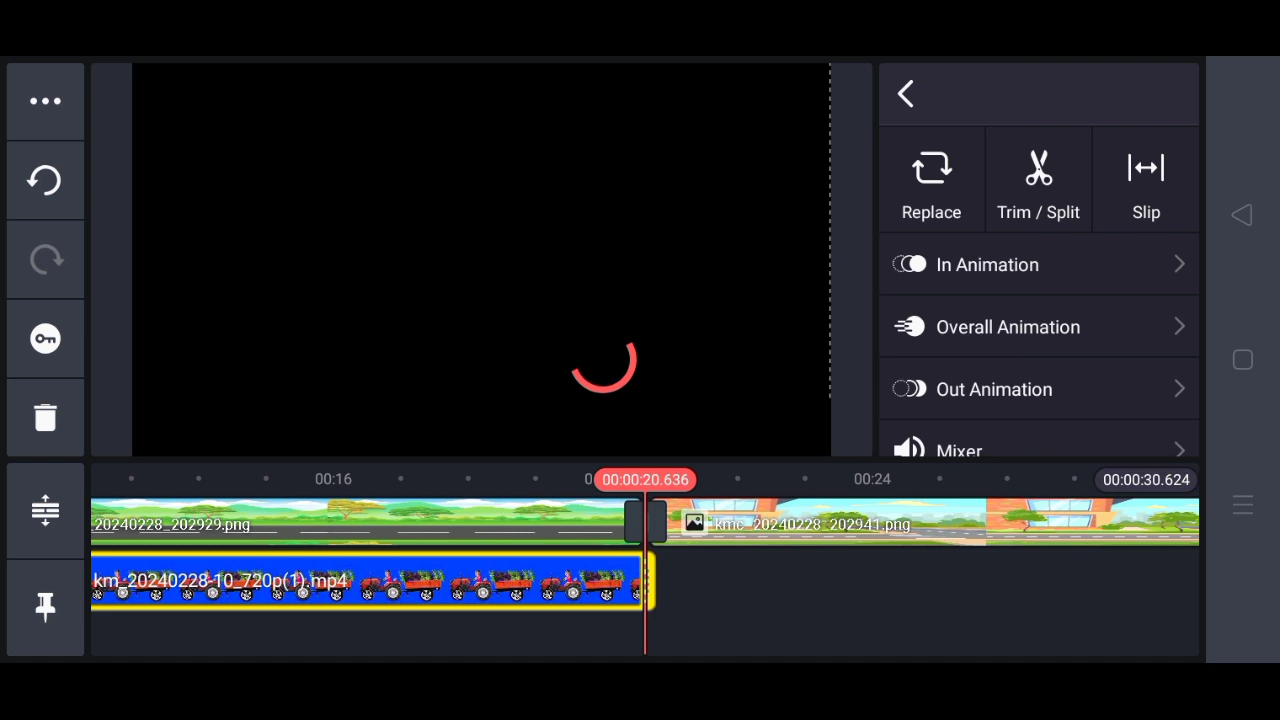 Replace
Trim / Split
Slip
In Animation
Overall Animation
Out Animation
Mixer
00:16
00:00:20.636
00:24
00:00:30.624
_20240228_202929.png
kmc_20240228_202941.png
km_20240228-10_720p(1).mp4